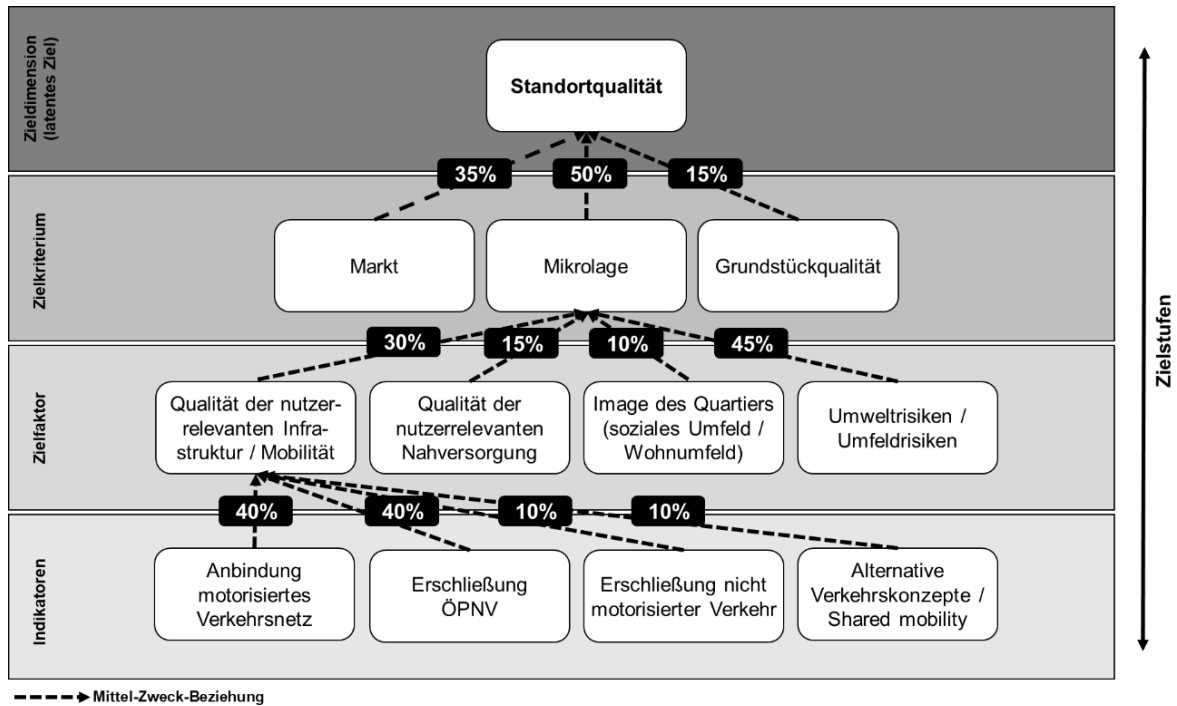 Zieldimension
(latentes Ziel)
Standortqualität
35%
50%
15%
Zielkriterium
Markt
Mikrolage
Grundstückqualität
30%
15%
10%
45%
Zielfaktor
Qualität der nutzer-
relevanten Infra-
struktur / Mobilität
Qualität der
nutzerrelevanten
Nahversorgung
Image des Quartiers
(soziales Umfeld /
Wohnumfeld)
Umweltrisiken /
Umfeldrisiken
40%
40%
10%
10%
Indikatoren
Anbindung
motorisiertes
Verkehrsnetz
Erschließung
ÖPNV
Erschließung nicht
motorisierter Verkehr
Alternative
Verkehrskonzepte /
Shared mobility
Zielstufen
Mittel-Zweck-Beziehung